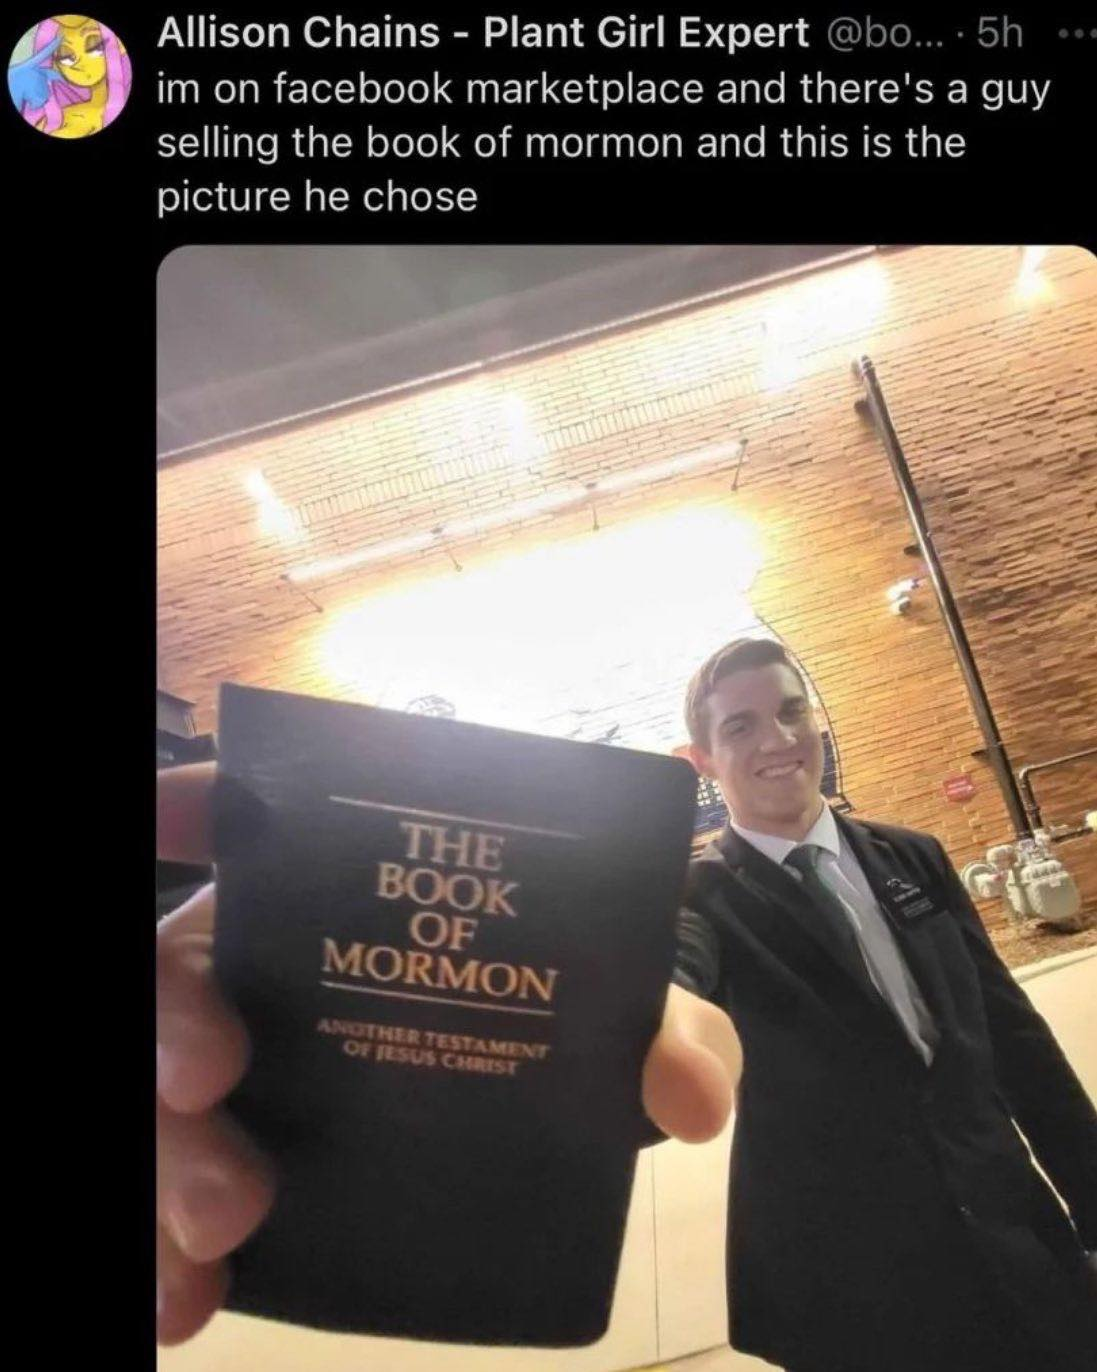 Allison Chains - Plant Girl Expert @bo... · 5h
im on facebook marketplace and there's a guy
selling the book of mormon and this is the
picture he chose
THE
BOOK
OF
MORMON
ANOTHER TESTAMENT
OF JESUS CHRIST